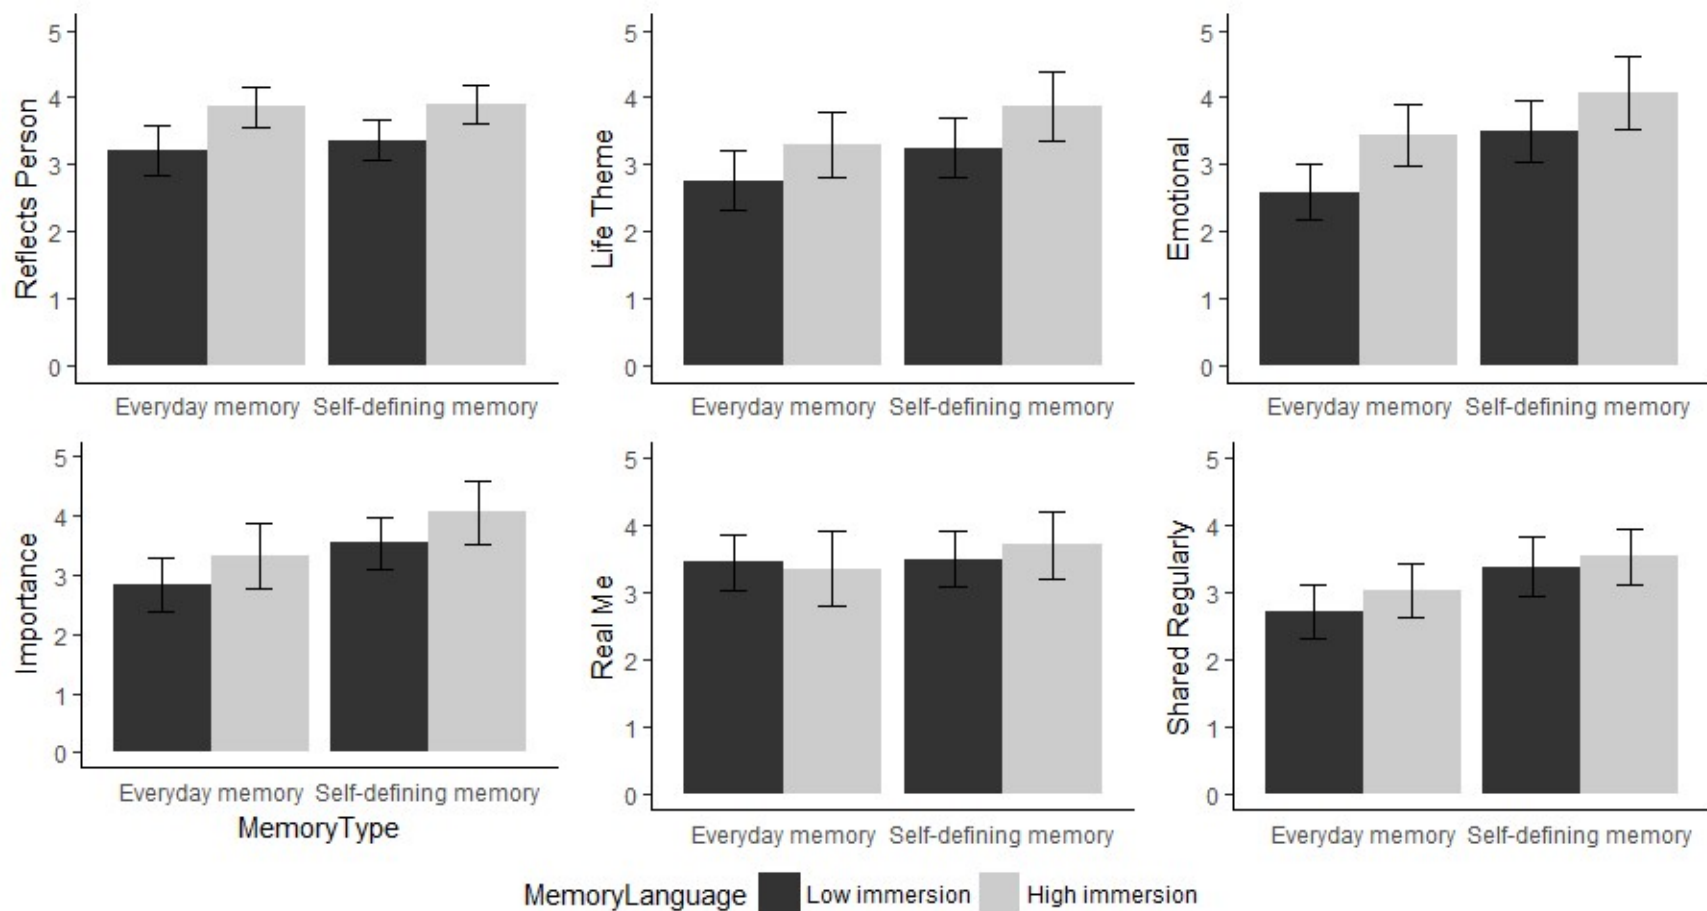 Reflects Person
5
4
3
2
1
0
Everyday memory Self-defining memory
Life Theme
5
4
3
2
1
0
Everyday memory Self-defining memory
Emotional
5
4
3
2
1
0
Everyday memory Self-defining memory
Importance
5
4
3
2
1
0
Everyday memory Self-defining memory
MemoryType
Real Me
5
4
3
2
1
0
Everyday memory Self-defining memory
Shared Regularly
5
4
3
2
1
0
Everyday memory Self-defining memory
MemoryLanguage Low immersion High immersion